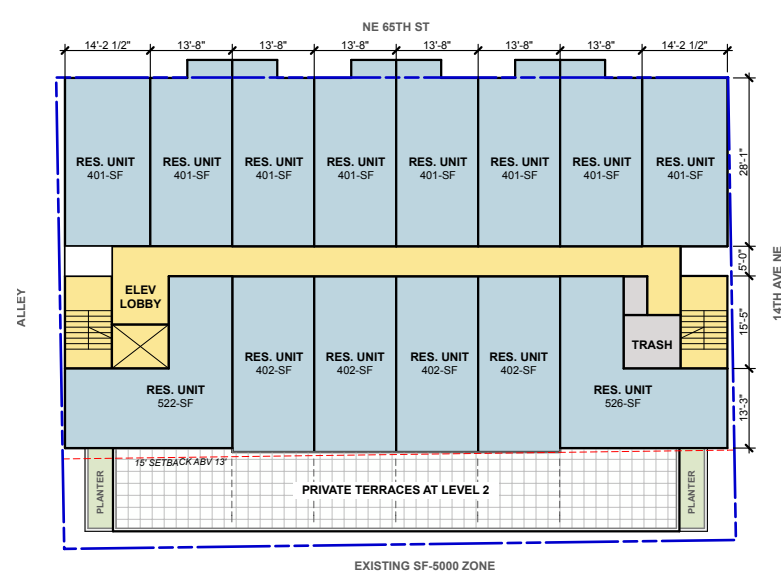 NE 65TH ST
14'-2 1/2" 13'-8" 13'-8" 13'-8" 13'-8" 13'-8" 13'-8" 14'-2 1/2"
RES. UNIT RES. UNIT RES. UNIT RES. UNIT RES. UNIT RES. UNIT RES. UNIT RES. UNIT
401-SF 401-SF 401-SF 401-SF 401-SF 401-SF 401-SF 401-SF
28'-1"
5'-0"
15'-5"
13'-3"
14TH AVE NE
ALLEY
ELEV
LOBBY
TRASH
RES. UNIT RES. UNIT RES. UNIT RES. UNIT
402-SF 402-SF 402-SF 402-SF
RES. UNIT
522-SF
RES. UNIT
526-SF
15' SETBACK ABV 13'
PLANTER
PRIVATE TERRACES AT LEVEL 2
PLANTER
EXISTING SF-5000 ZONE